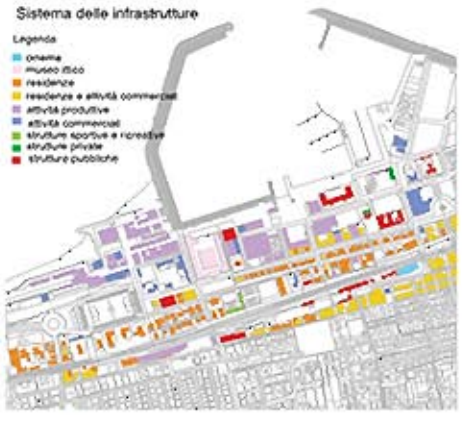 Sistema delle infrastrutture
Legenda
cinema
museo ittico
residenze
residenze e attività commerciali
attività produttive
attività commerciali
strutture sportive e ricreative
strutture private
strutture pubbliche